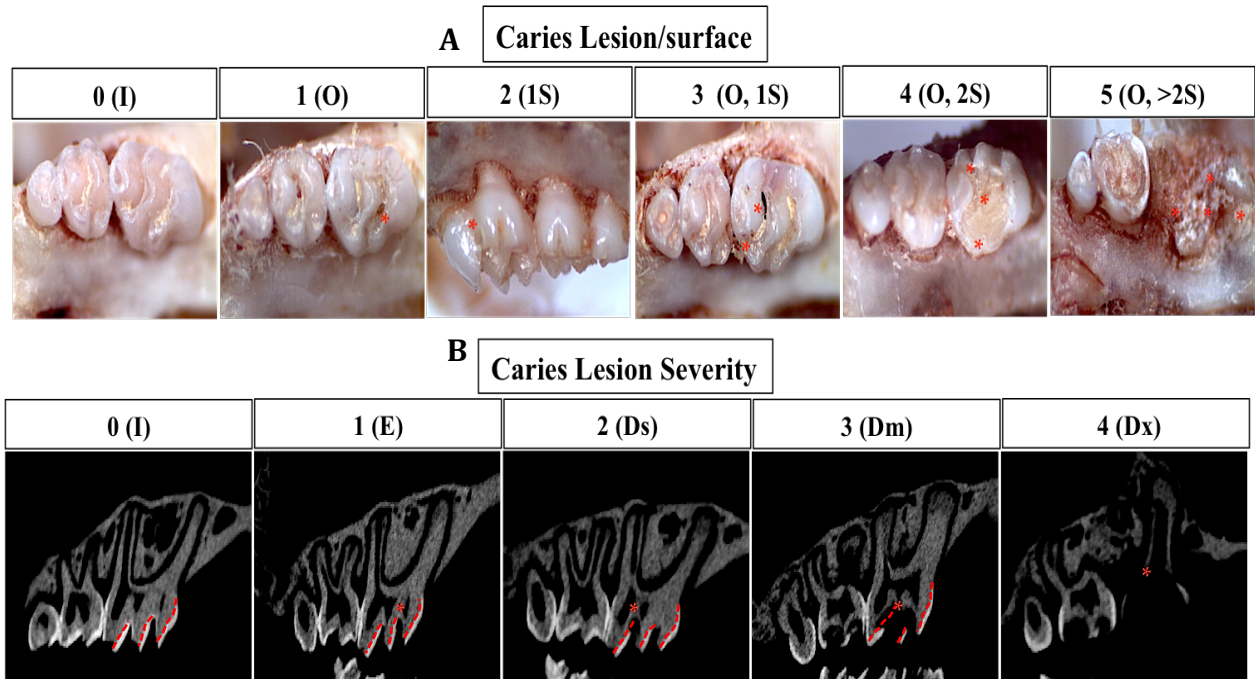 A
Caries Lesion/surface
0 (I)
1 (O)
2 (1S)
3 (O, 1S)
4 (O, 2S)
5 (O, >2S)
B
Caries Lesion Severity
0 (I)
1 (E)
2 (Ds)
3 (Dm)
4 (Dx)